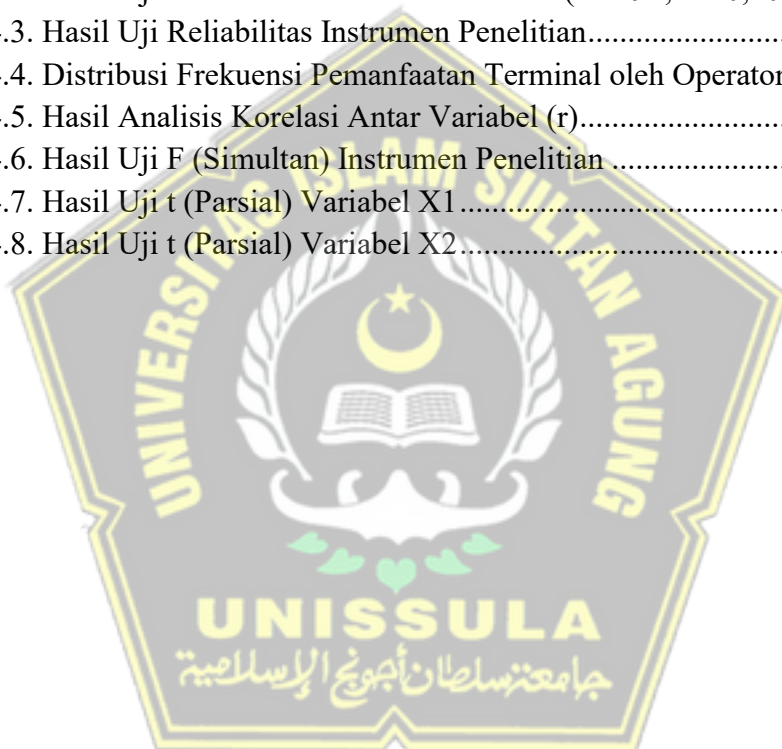 .3. Hasil Uji Reliabilitas Instrumen Penelitian......................
.4. Distribusi Frekuensi Pemanfaatan Terminal oleh Operator
.5. Hasil Analisis Korelasi Antar Variabel (r).......................
.6. Hasil Uji F (Simultan) Instrumen Penelitian ...................
.7. Hasil Uji t (Parsial) Variabel X1....................................
.8. Hasil Uji t (Parsial) Variabel X2....................................
UNIVERSITAS ISLAM SULTAN AGUNG
UNISSULA
جامعة سلطان أجونج الإسلامية